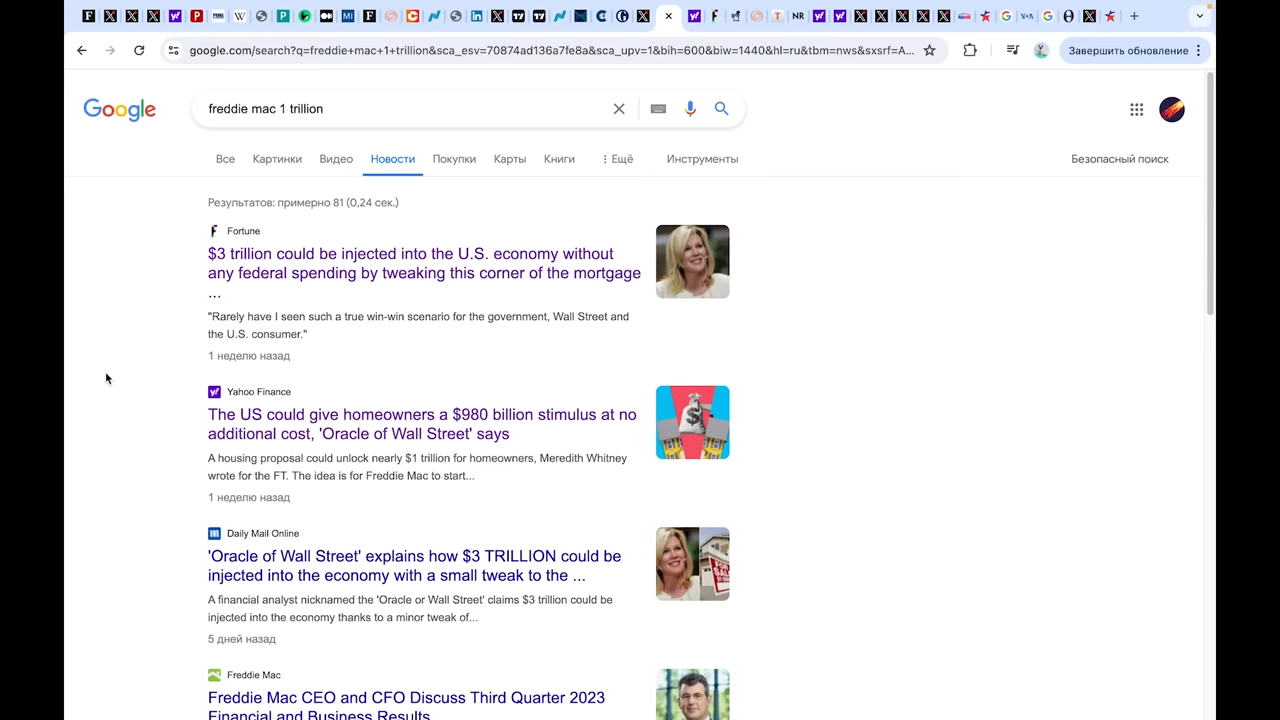 google.com/search?q=freddie+mac+1+trillion&sca_esv=70874ad136a7fe8a&sca_upv=1&bih=600&biw=1440&hl=ru&tbm=nws&sxsrf=A...
Завершить обновление
Google
freddie mac 1 trillion
Все Картинки Видео Новости Покупки Карты Книги Ещё Инструменты Безопасный поиск
Результатов: примерно 81 (0,24 сек.)
Fortune
$3 trillion could be injected into the U.S. economy without
any federal spending by tweaking this corner of the mortgage
...
"Rarely have I seen such a true win-win scenario for the government, Wall Street and
the U.S. consumer."
1 неделю назад
Yahoo Finance
The US could give homeowners a $980 billion stimulus at no
additional cost, 'Oracle of Wall Street' says
A housing proposal could unlock nearly $1 trillion for homeowners, Meredith Whitney
wrote for the FT. The idea is for Freddie Mac to start...
1 неделю назад
Daily Mail Online
'Oracle of Wall Street' explains how $3 TRILLION could be
injected into the economy with a small tweak to the ...
A financial analyst nicknamed the 'Oracle or Wall Street' claims $3 trillion could be
injected into the economy thanks to a minor tweak of...
5 дней назад
Freddie Mac
Freddie Mac CEO and CFO Discuss Third Quarter 2023
Financial and Business Results